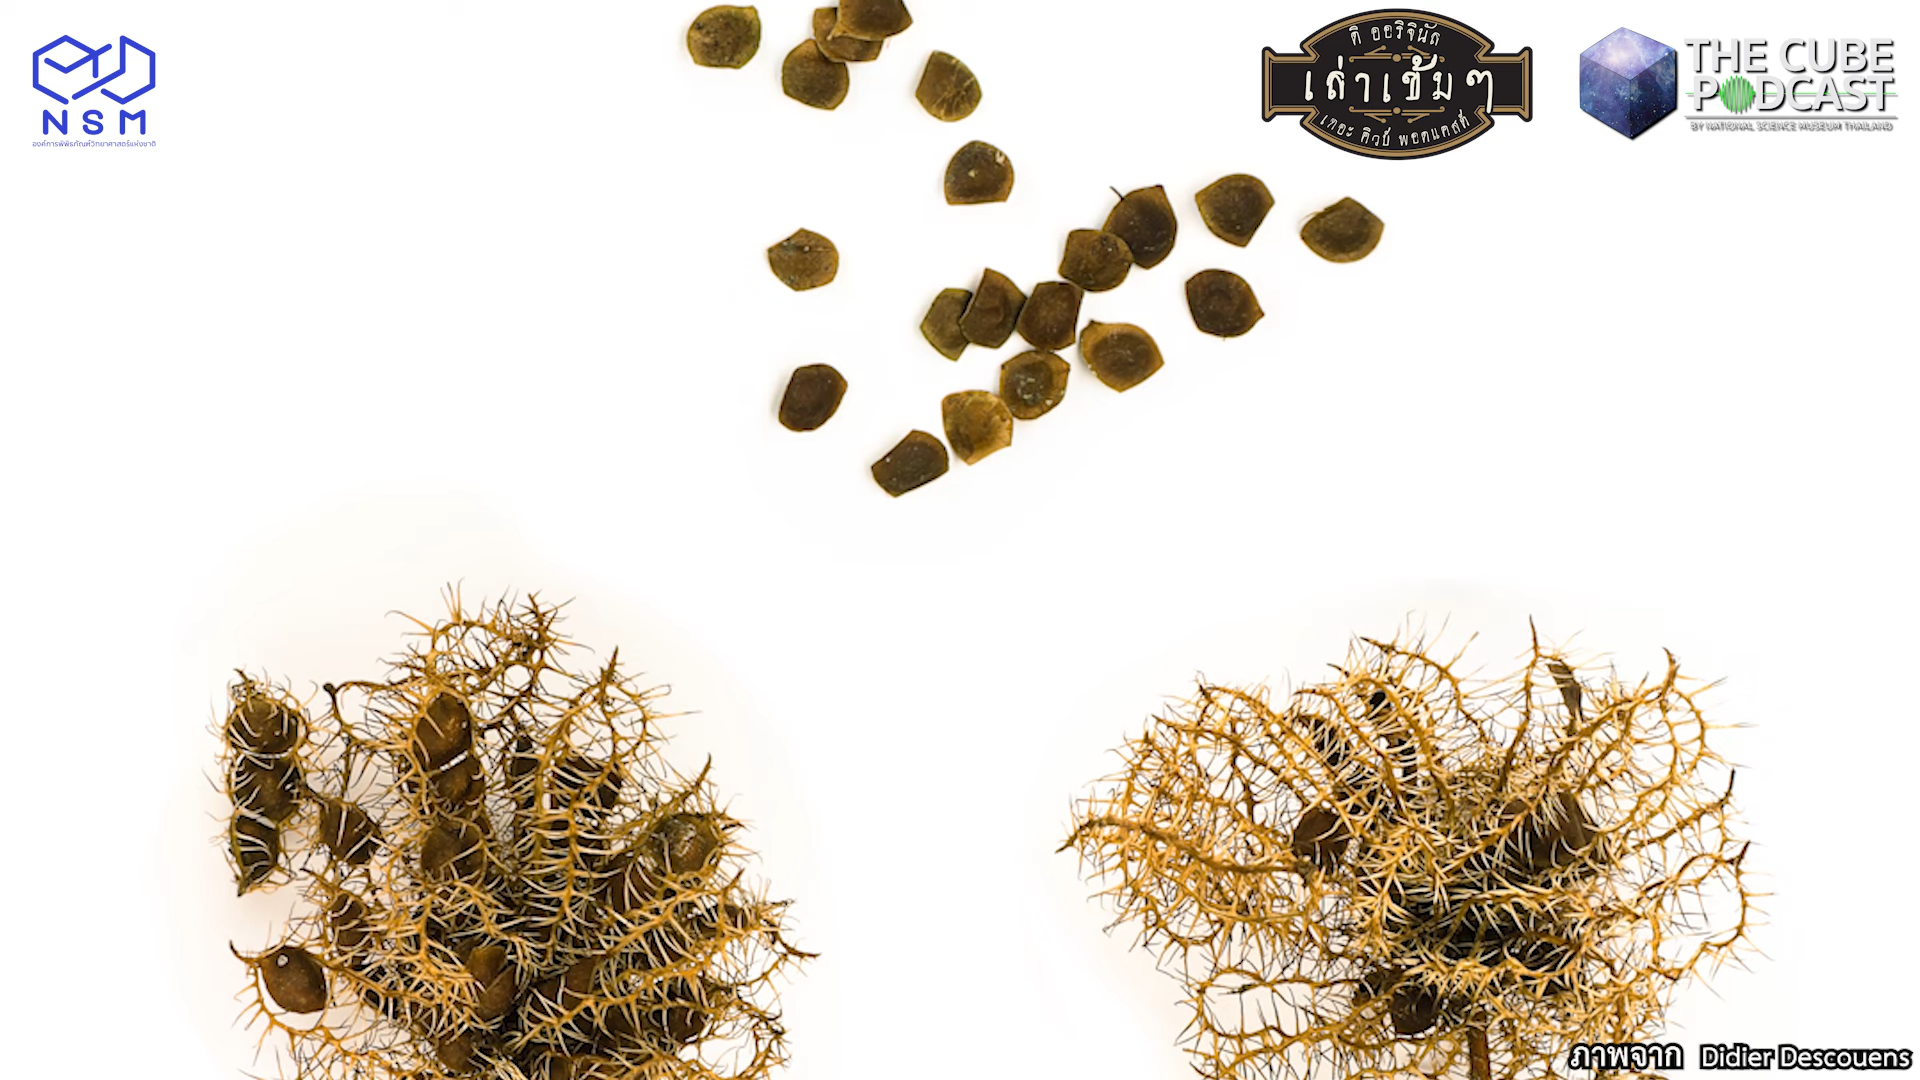 NSM
องค์การพิพิธภัณฑ์วิทยาศาสตร์แห่งชาติ
ดิ ออริจินัล
เล่าเข้มๆ
เดอะ คิวบ์ พอดแคสต์
THE CUBE
PODCAST
BY NATIONAL SCIENCE MUSEUM THAILAND
ภาพจาก Didier Descouens